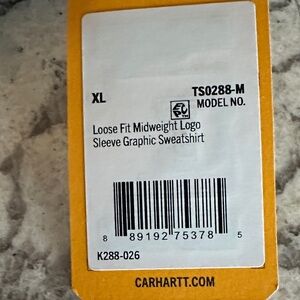 XL
TS0288-M
MODEL NO.
Loose Fit Midweight Logo
Sleeve Graphic Sweatshirt
8 89192 75378 5
K288-026
CARHARTT.COM